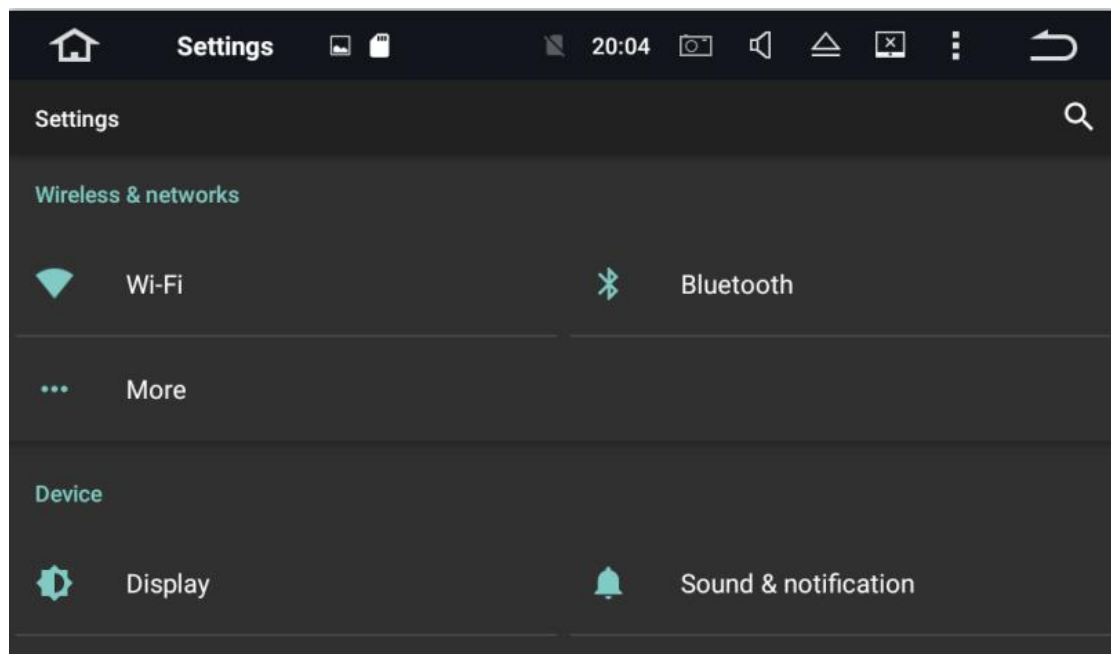 Settings 20:04
Settings
Wireless & networks
Wi-Fi Bluetooth
More
Device
Display Sound & notification